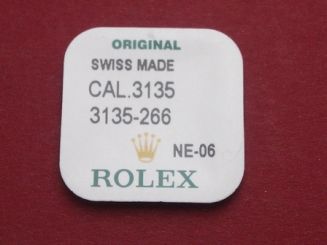 ORIGINAL
SWISS MADE
CAL.3135
3135-266
NE-06
ROLEX